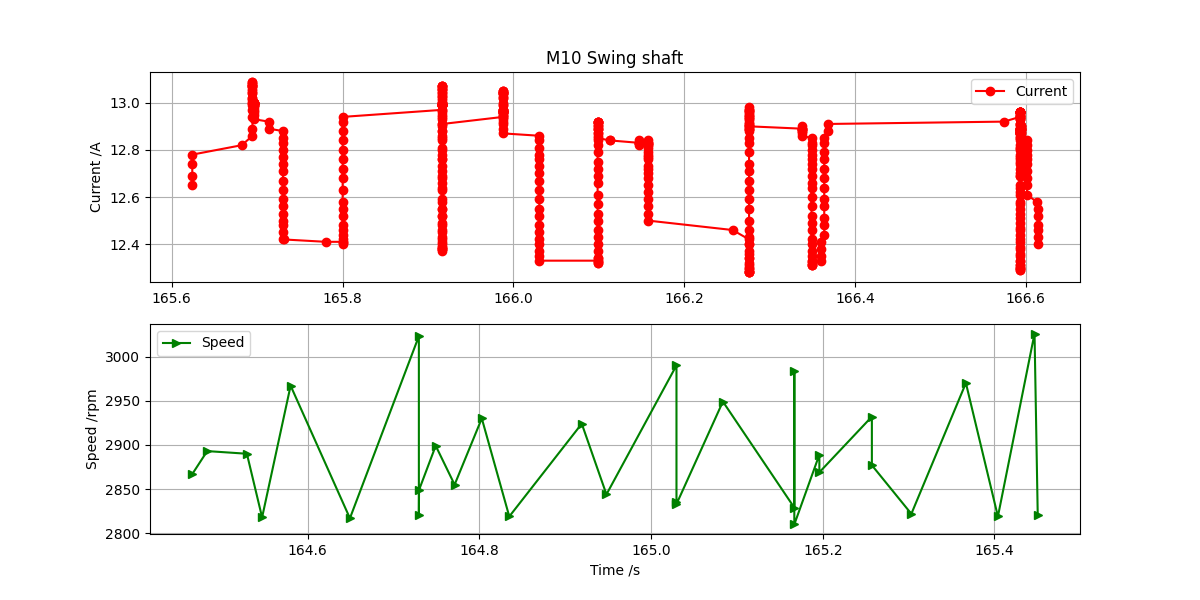 M10 Swing shaft
Current /A
13.0
12.8
12.6
12.4
Current
165.6 165.8 166.0 166.2 166.4 166.6
Speed /rpm
3000
2950
2900
2850
2800
Speed
164.6 164.8 165.0 165.2 165.4
Time /s